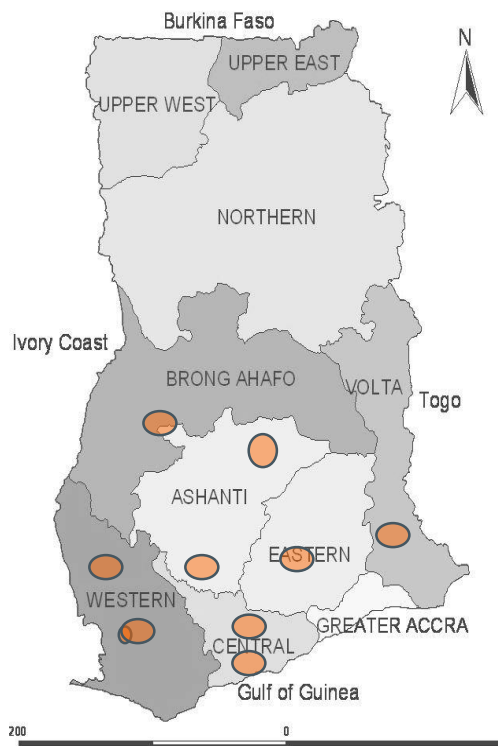 Burkina Faso
N
UPPER EAST
UPPER WEST
NORTHERN
Ivory Coast
BRONG AHAFO
VOLTA
Togo
ASHANTI
EASTERN
WESTERN
GREATER ACCRA
CENTRAL
Gulf of Guinea
200 0